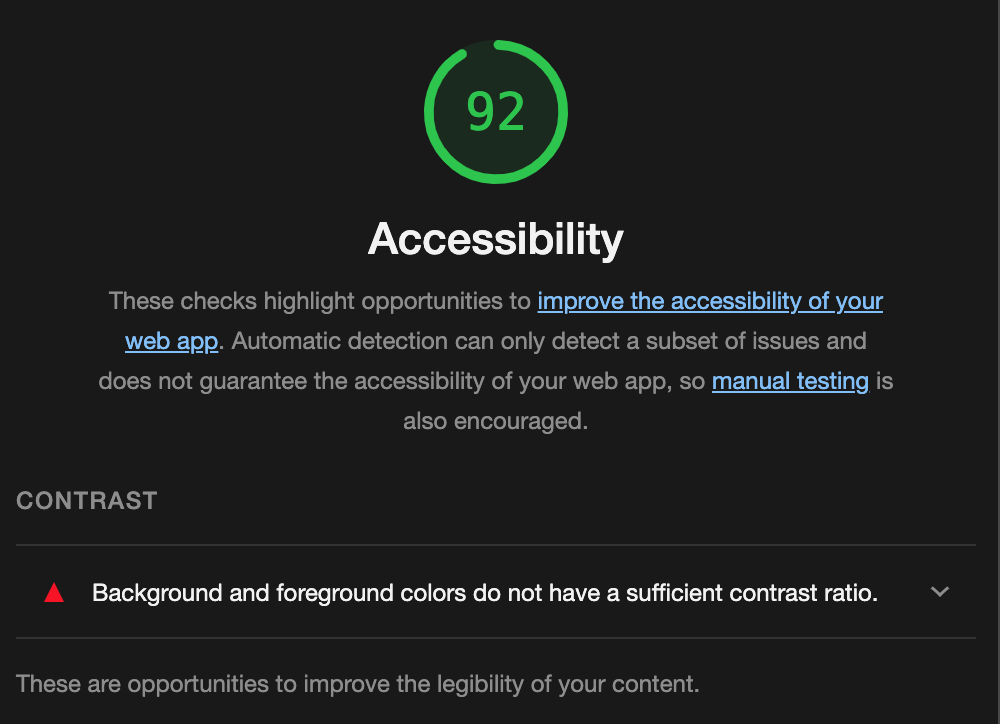 92
Accessibility
These checks highlight opportunities to improve the accessibility of your
web app. Automatic detection can only detect a subset of issues and
does not guarantee the accessibility of your web app, so manual testing is
also encouraged.
CONTRAST
Background and foreground colors do not have a sufficient contrast ratio.
These are opportunities to improve the legibility of your content.